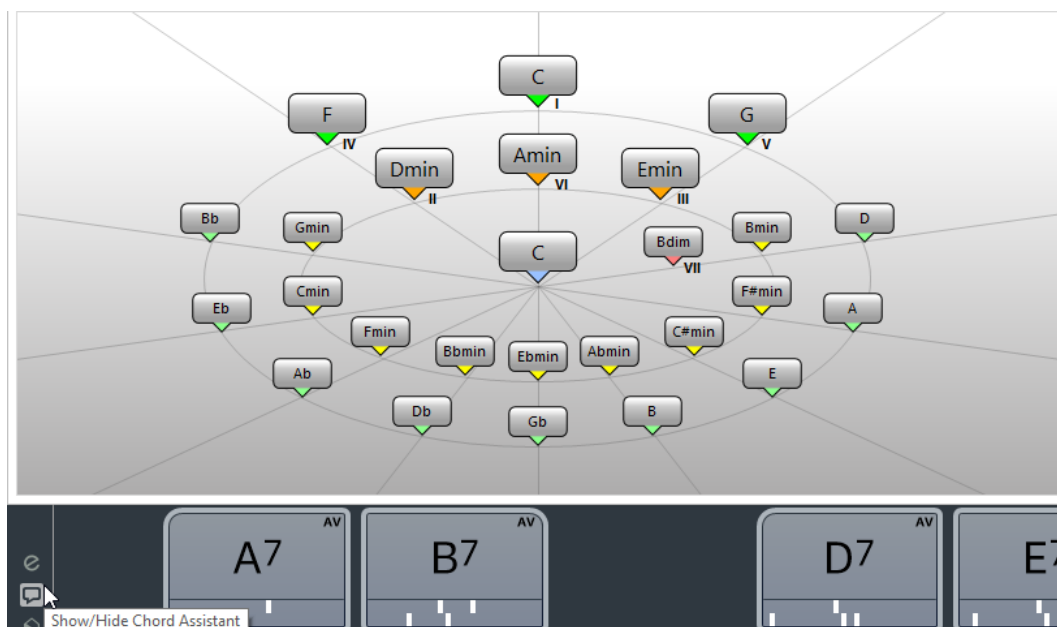 C
I
F
G
IV
V
Amin
VI
Dmin
Emin
II
III
Bb
D
Gmin
Bmin
C
Bdim
VII
Cmin
F#min
Eb
A
Fmin
C#min
Bbmin
Ebmin
Abmin
Ab
E
Db
B
Gb
AV
AV
AV
A7
B7
D7
E7
e
Show/Hide Chord Assistant